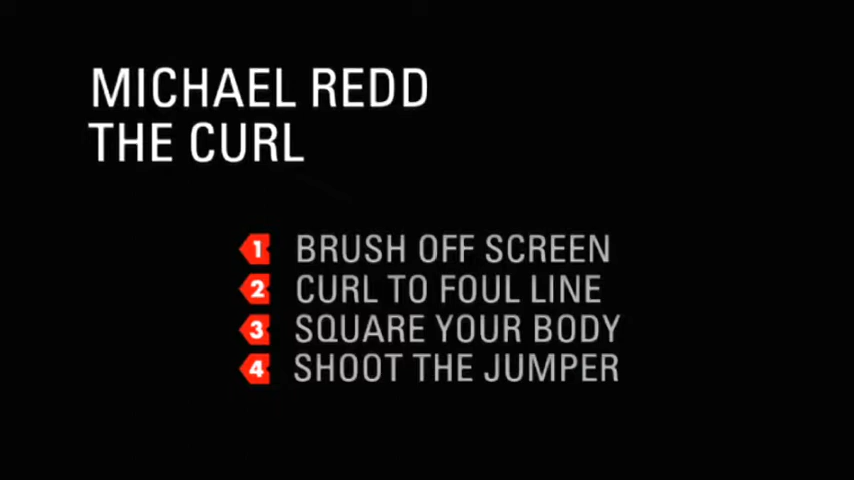 MICHAEL REDD
THE CURL
1 BRUSH OFF SCREEN
2 CURL TO FOUL LINE
3 SQUARE YOUR BODY
4 SHOOT THE JUMPER